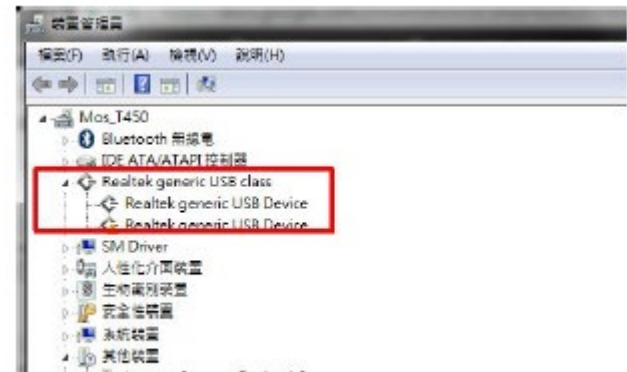 裝置管理員
檔案(F) 執行(A) 檢視(V) 說明(H)
Mos_T450
Bluetooth 無線電
IDE ATA/ATAPI 控制器
Realtek generic USB class
Realtek generic USB Device
Realtek generic USB Device
SM Driver
人性化介面裝置
生物識別裝置
安全性裝置
系統裝置
其他裝置